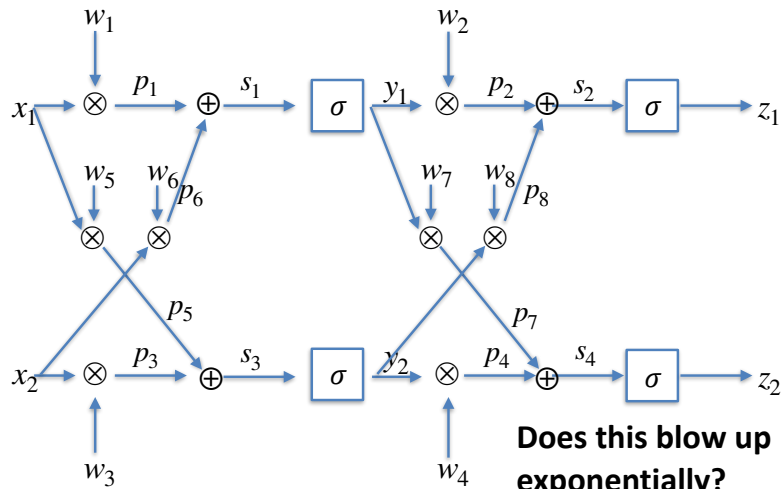 w₁ w₂
x₁ ⊗ p₁ ⊕ s₁ σ y₁ ⊗ p₂ ⊕ s₂ σ z₁
w₅ w₆ p₆ w₇ w₈ p₈
⊗ ⊗ ⊗ ⊗
p₅ p₇
x₂ ⊗ p₃ ⊕ s₃ σ y₂ ⊗ p₄ ⊕ s₄ σ z₂
w₃ w₄
Does this blow up
exponentially?